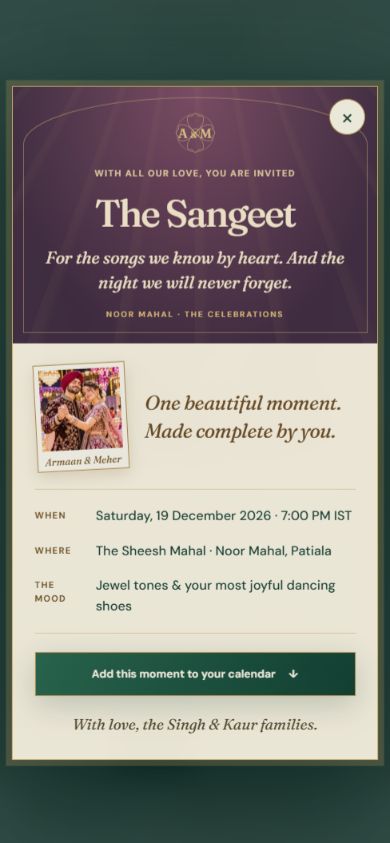 A&M
×
WITH ALL OUR LOVE, YOU ARE INVITED
The Sangeet
For the songs we know by heart. And the
night we will never forget.
NOOR MAHAL · THE CELEBRATIONS
Armaan & Meher
One beautiful moment.
Made complete by you.
WHEN
Saturday, 19 December 2026 · 7:00 PM IST
WHERE
The Sheesh Mahal · Noor Mahal, Patiala
THE
MOOD
Jewel tones & your most joyful dancing
shoes
Add this moment to your calendar ↓
With love, the Singh & Kaur families.